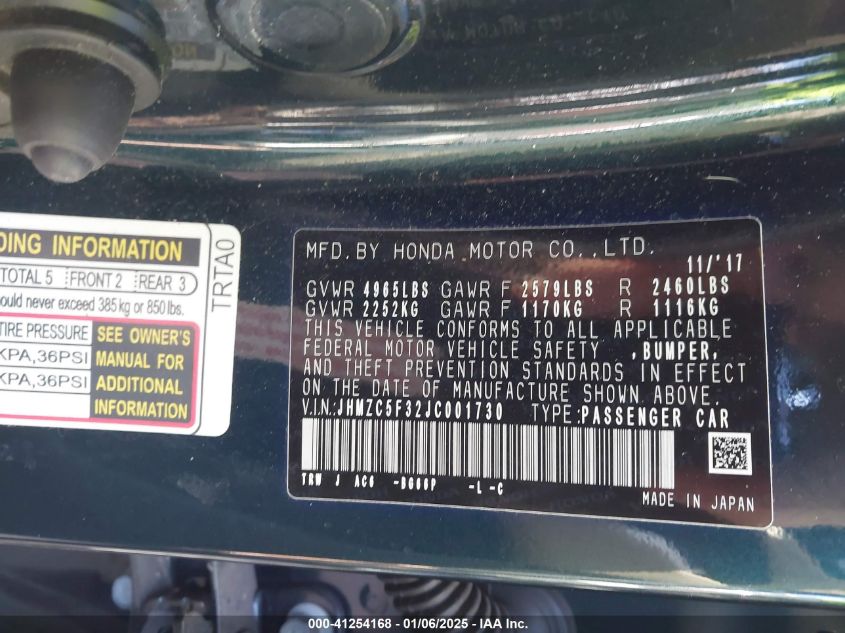 DING INFORMATION
TOTAL 5 FRONT 2 REAR 3
ould never exceed 385 kg or 850 lbs.
TIRE PRESSURE SEE OWNER'S
KPA,36PSI MANUAL FOR
KPA,36PSI ADDITIONAL
INFORMATION
TRTA0
MFD.BY HONDA MOTOR CO.,LTD.
11/'17
GVWR 4965LBS GAWR F 2579LBS R 2460LBS
GVWR 2252KG GAWR F 1170KG R 1116KG
THIS VEHICLE CONFORMS TO ALL APPLICABLE
FEDERAL MOTOR VEHICLE SAFETY ,BUMPER,
AND THEFT PREVENTION STANDARDS IN EFFECT
ON THE DATE OF MANUFACTURE SHOWN ABOVE.
V.I.N.:JHMZC5F32JC001730 TYPE:PASSENGER CAR
TRW J AC6 -BG66P -L -C
MADE IN JAPAN
000-41254168 - 01/06/2025 - IAA Inc.